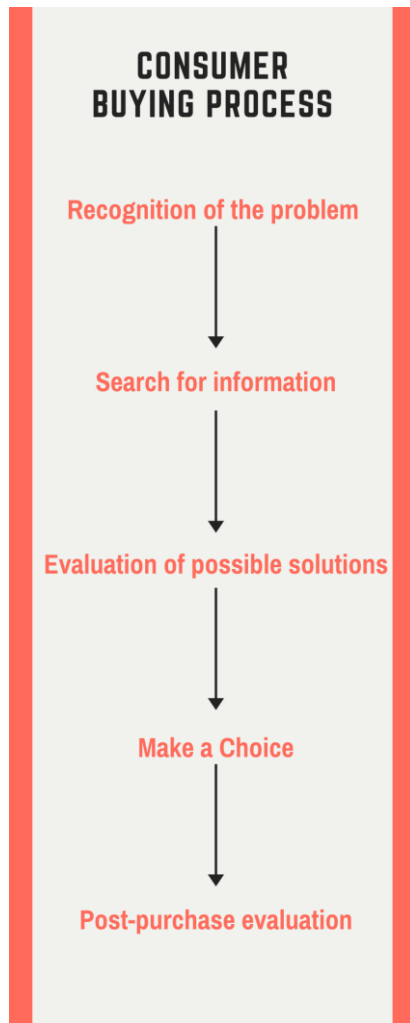 CONSUMER
BUYING PROCESS
Recognition of the problem
Search for information
Evaluation of possible solutions
Make a Choice
Post-purchase evaluation